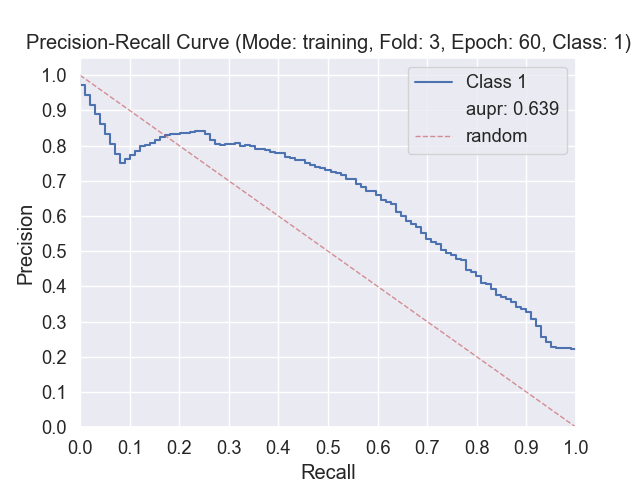 Precision-Recall Curve (Mode: training, Fold: 3, Epoch: 60, Class: 1)
Class 1
aupr: 0.639
random
Precision
1.0
0.9
0.8
0.7
0.6
0.5
0.4
0.3
0.2
0.1
0.0
0.0 0.1 0.2 0.3 0.4 0.5 0.6 0.7 0.8 0.9 1.0
Recall